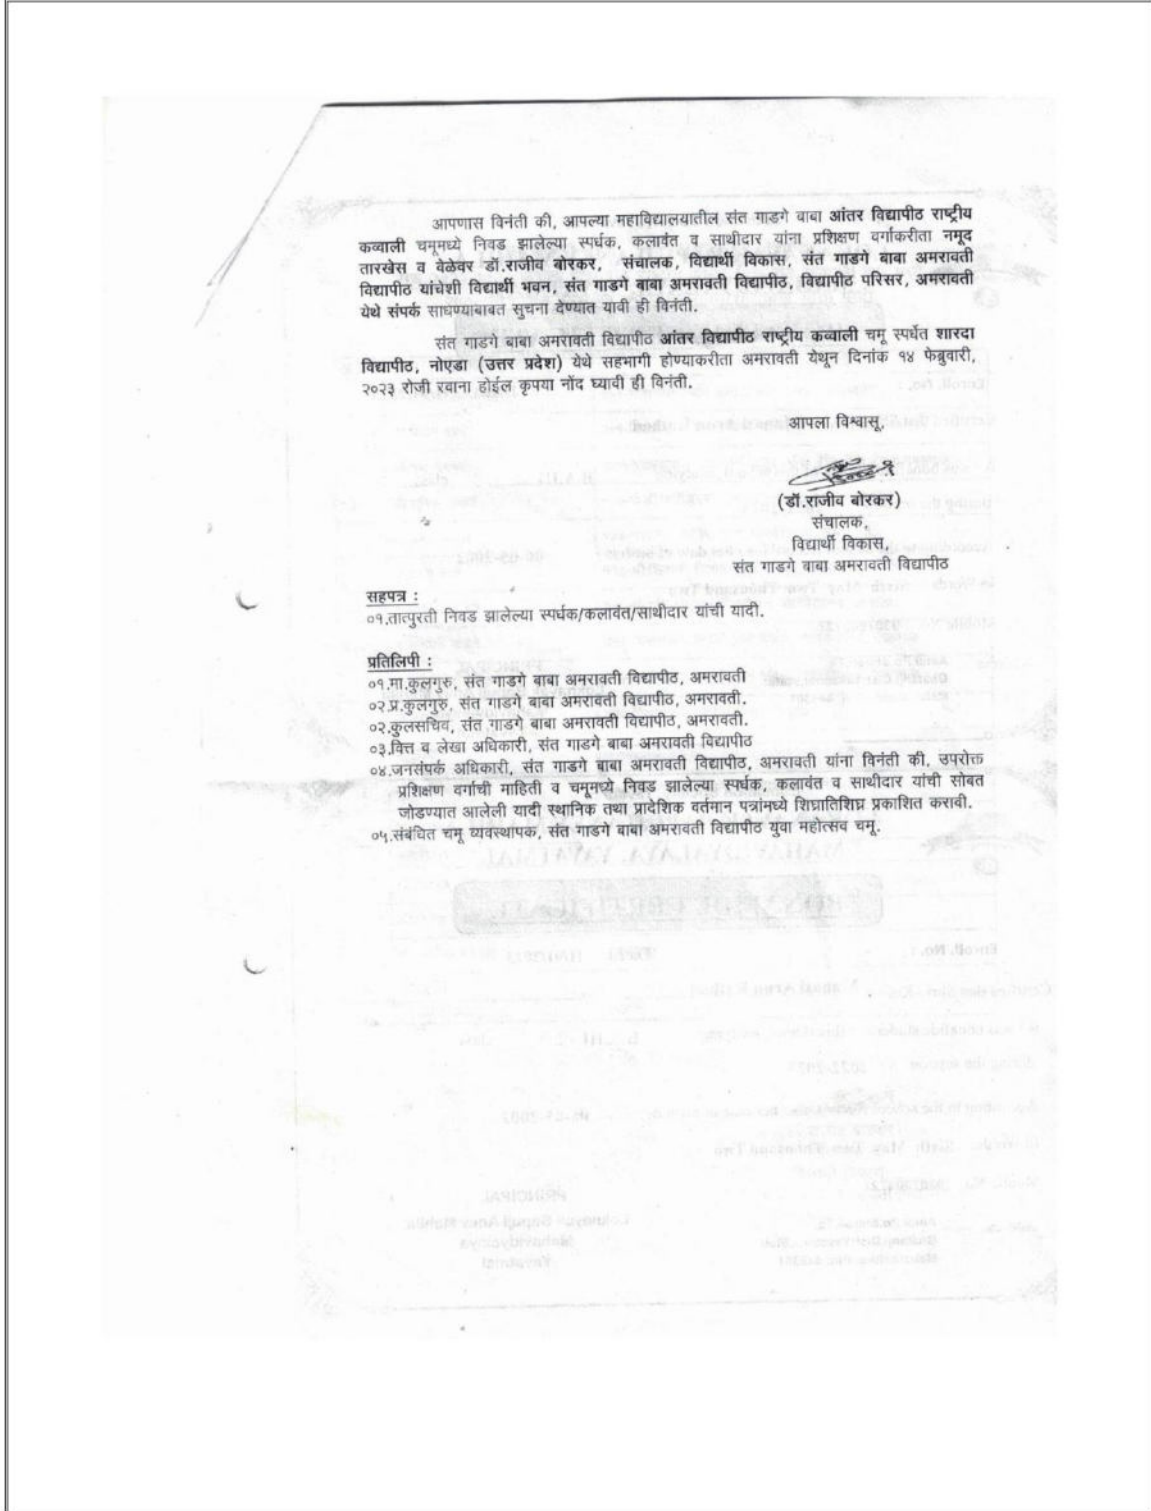 आपणास विनंती की, आपल्या महाविद्यालयातील संत गाडगे बाबा आंतर विद्यापीठ राष्ट्रीय
कव्वाली चमूमध्ये निवड झालेल्या स्पर्धक, कलावंत व साथीदार यांना प्रशिक्षण वर्गाकरीता नमूद
तारखेस व वेळेवर डॉ.राजीव बोरकर, संचालक, विद्यार्थी विकास, संत गाडगे बाबा अमरावती
विद्यापीठ यांचेशी विद्यार्थी भवन, संत गाडगे बाबा अमरावती विद्यापीठ, विद्यापीठ परिसर, अमरावती
येथे संपर्क साधण्याबाबत सुचना देण्यात यावी ही विनंती.
संत गाडगे बाबा अमरावती विद्यापीठ आंतर विद्यापीठ राष्ट्रीय कव्वाली चमू स्पर्धेत शारदा
विद्यापीठ, नोएडा (उत्तर प्रदेश) येथे सहभागी होण्याकरीता अमरावती येथून दिनांक १४ फेब्रुवारी,
२०२३ रोजी रवाना होईल कृपया नोंद घ्यावी ही विनंती.
आपला विश्वासू,
(डॉ.राजीव बोरकर)
संचालक,
विद्यार्थी विकास,
संत गाडगे बाबा अमरावती विद्यापीठ
सहपत्र :
०१.तात्पुरती निवड झालेल्या स्पर्धक/कलावंत/साथीदार यांची यादी.
प्रतिलिपी :
०१.मा.कुलगुरु, संत गाडगे बाबा अमरावती विद्यापीठ, अमरावती
०२.प्र.कुलगुरु, संत गाडगे बाबा अमरावती विद्यापीठ, अमरावती.
०२.कुलसचिव, संत गाडगे बाबा अमरावती विद्यापीठ, अमरावती.
०३.वित्त व लेखा अधिकारी, संत गाडगे बाबा अमरावती विद्यापीठ
०४.जनसंपर्क अधिकारी, संत गाडगे बाबा अमरावती विद्यापीठ, अमरावती यांना विनंती की, उपरोक्त
प्रशिक्षण वर्गाची माहिती व चमूमध्ये निवड झालेल्या स्पर्धक, कलावंत व साथीदार यांची सोबत
जोडण्यात आलेली यादी स्थानिक तथा प्रादेशिक वर्तमान पत्रांमध्ये शिघ्रातिशिघ्र प्रकाशित करावी.
०५.संबंधित चमू व्यवस्थापक, संत गाडगे बाबा अमरावती विद्यापीठ युवा महोत्सव चमू.